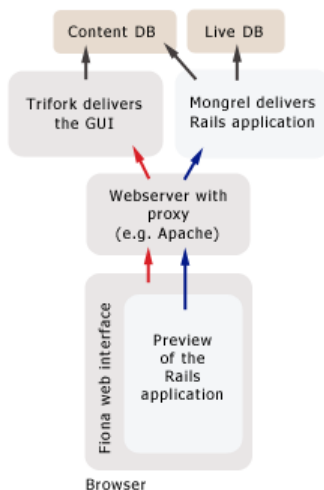 Content DB
Live DB
Trifork delivers
the GUI
Mongrel delivers
Rails application
Webserver with
proxy
(e.g. Apache)
Fiona web interface
Preview
of the
Rails
application
Browser